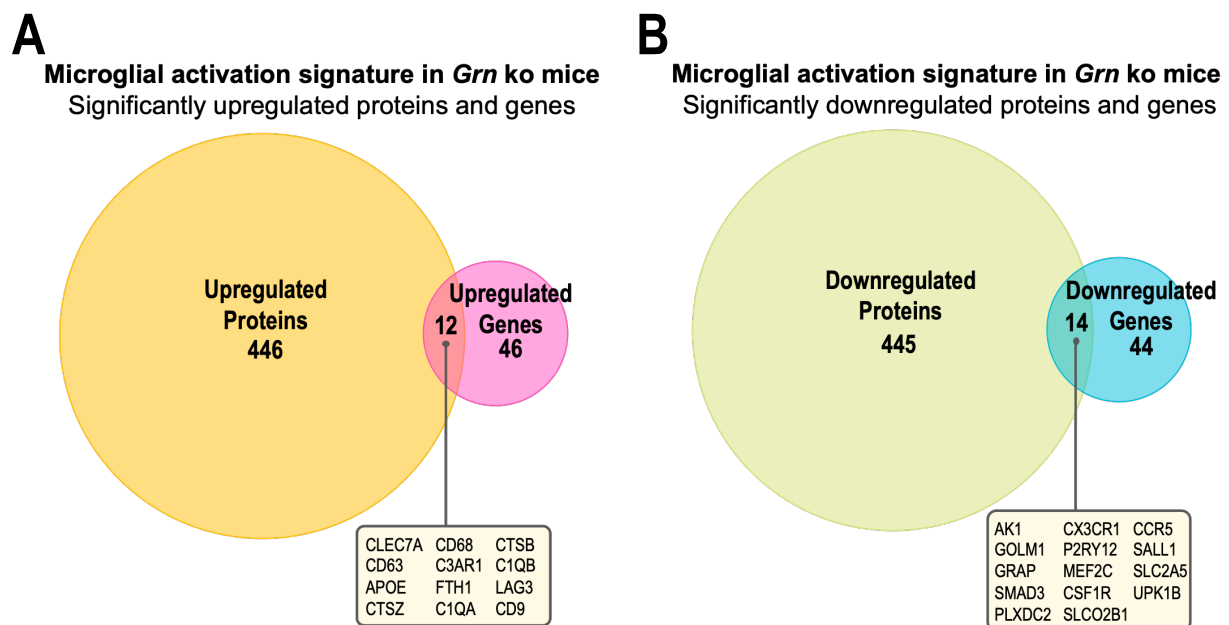 A
Microglial activation signature in Grn ko mice
Significantly upregulated proteins and genes
Upregulated
Proteins
446
12
Upregulated
Genes
46
CLEC7A CD68 CTSB
CD63 C3AR1 C1QB
APOE FTH1 LAG3
CTSZ C1QA CD9
B
Microglial activation signature in Grn ko mice
Significantly downregulated proteins and genes
Downregulated
Proteins
445
14
Downregulated
Genes
44
AK1 CX3CR1 CCR5
GOLM1 P2RY12 SALL1
GRAP MEF2C SLC2A5
SMAD3 CSF1R UPK1B
PLXDC2 SLCO2B1